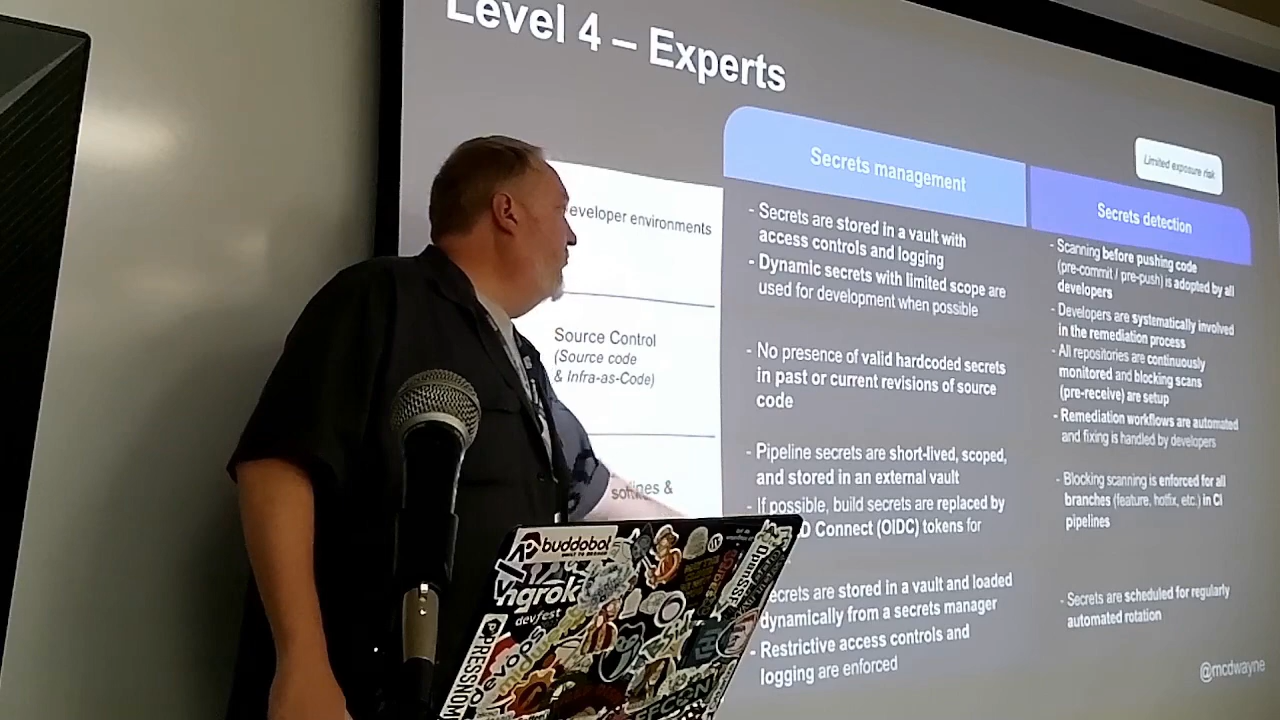 Level 4 – Experts
Limited exposure risk
Secrets management
Secrets detection
eveloper environments
- Secrets are stored in a vault with
access controls and logging
- Dynamic secrets with limited scope are
used for development when possible
- Scanning before pushing code
(pre-commit / pre-push) is adopted by all
developers
- Developers are systematically involved
in the remediation process
Source Control
(Source code
& Infra-as-Code)
- No presence of valid hardcoded secrets
in past or current revisions of source
code
- All repositories are continuously
monitored and blocking scans
(pre-receive) are setup
- Remediation workflows are automated
and fixing is handled by developers
&
- Pipeline secrets are short-lived, scoped,
and stored in an external vault
- If possible, build secrets are replaced by
D Connect (OIDC) tokens for
- Blocking scanning is enforced for all
branches (feature, hotfix, etc.) in CI
pipelines
ecrets are stored in a vault and loaded
dynamically from a secrets manager
- Restrictive access controls and
logging are enforced
- Secrets are scheduled for regularly
automated rotation
@mcdwayne
buddobot
ngrok
devfest
OpenSSF
PRESSNOM